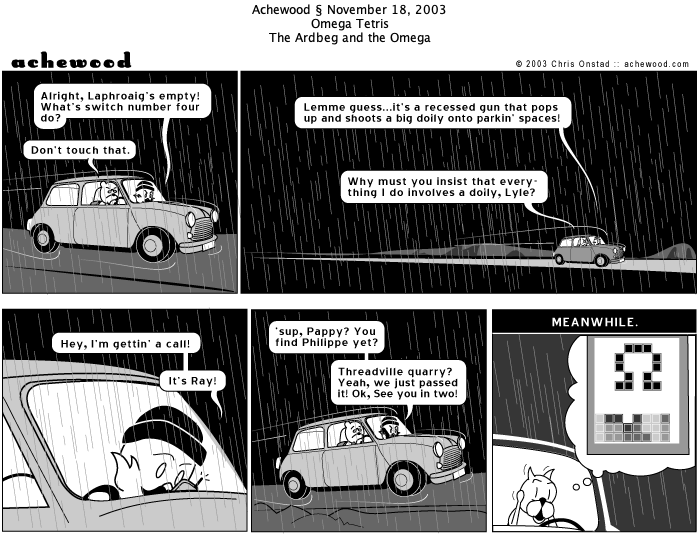 Achewood § November 18, 2003
Omega Tetris
The Ardbeg and the Omega
achewood
© 2003 Chris Onstad :: achewood.com
Alright, Laphroaig's empty!
What's switch number four
do?
Don't touch that.
Lemme guess...it's a recessed gun that pops
up and shoots a big doily onto parkin' spaces!
Why must you insist that every-
thing I do involves a doily, Lyle?
Hey, I'm gettin' a call!
It's Ray!
'sup, Pappy? You
find Philippe yet?
Threadville quarry?
Yeah, we just passed
it! Ok, See you in two!
MEANWHILE.
Ω